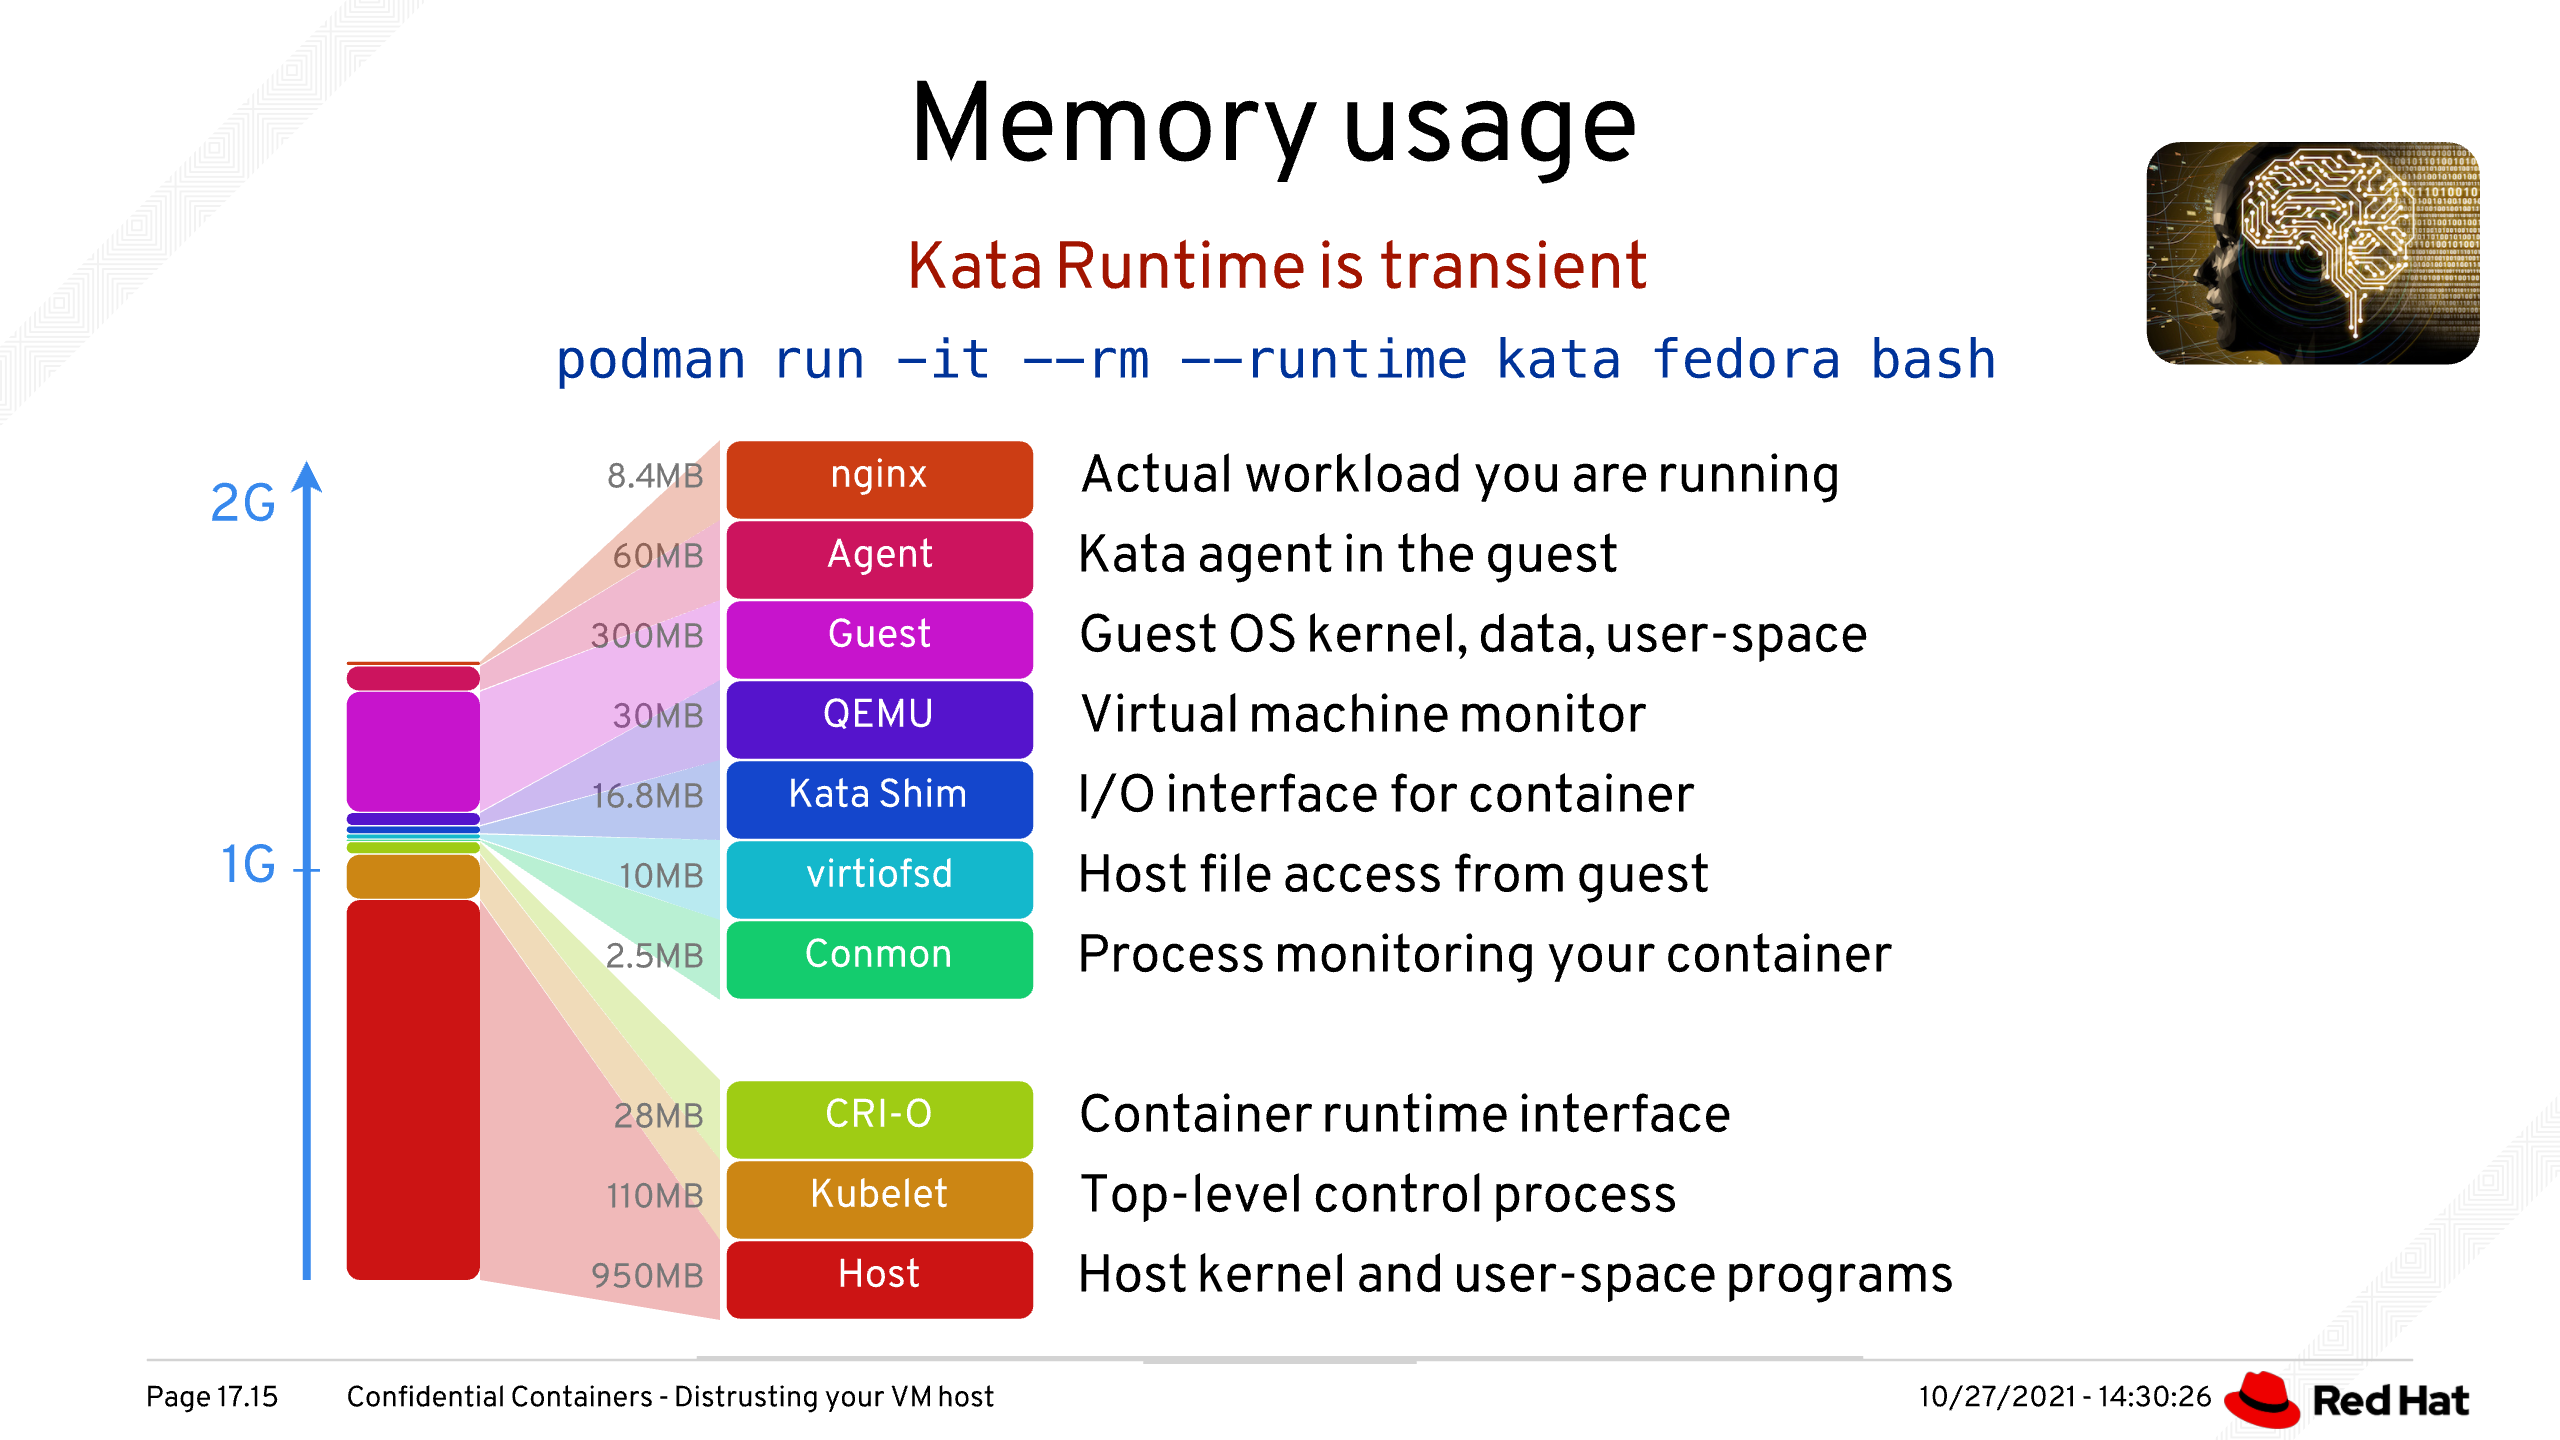 Memory usage
Kata Runtime is transient
podman run -it --rm --runtime kata fedora bash
2G
1G
8.4MB nginx Actual workload you are running
60MB Agent Kata agent in the guest
300MB Guest Guest OS kernel, data, user-space
30MB QEMU Virtual machine monitor
16.8MB Kata Shim I/O interface for container
10MB virtiofsd Host file access from guest
2.5MB Conmon Process monitoring your container
28MB CRI-O Container runtime interface
110MB Kubelet Top-level control process
950MB Host Host kernel and user-space programs
Page 17.15 Confidential Containers - Distrusting your VM host 10/27/2021 - 14:30:26 Red Hat